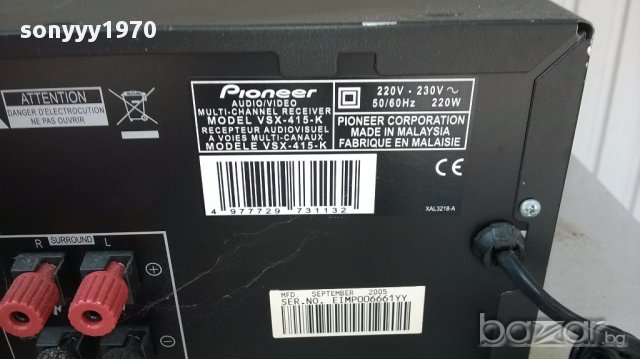 sonyyy1970
ATTENTION
DANGER D'ELECTROCUTION
NE PAS OUVRIR
Pioneer
AUDIO/VIDEO
MULTI-CHANNEL RECEIVER
MODEL VSX-415-K
RECEPTEUR AUDIOVISUEL
A VOIES MULTI-CANAUX
MODELE VSX-415-K
220V - 230V ~
50/60Hz 220W
PIONEER CORPORATION
MADE IN MALAYSIA
FABRIQUE EN MALAISIE
CE
4 977729 731132
XAL3218-A
R SURROUND L
MFD. SEPTEMBER 2005
SER.NO. EIMP006661YY
bazar.bg